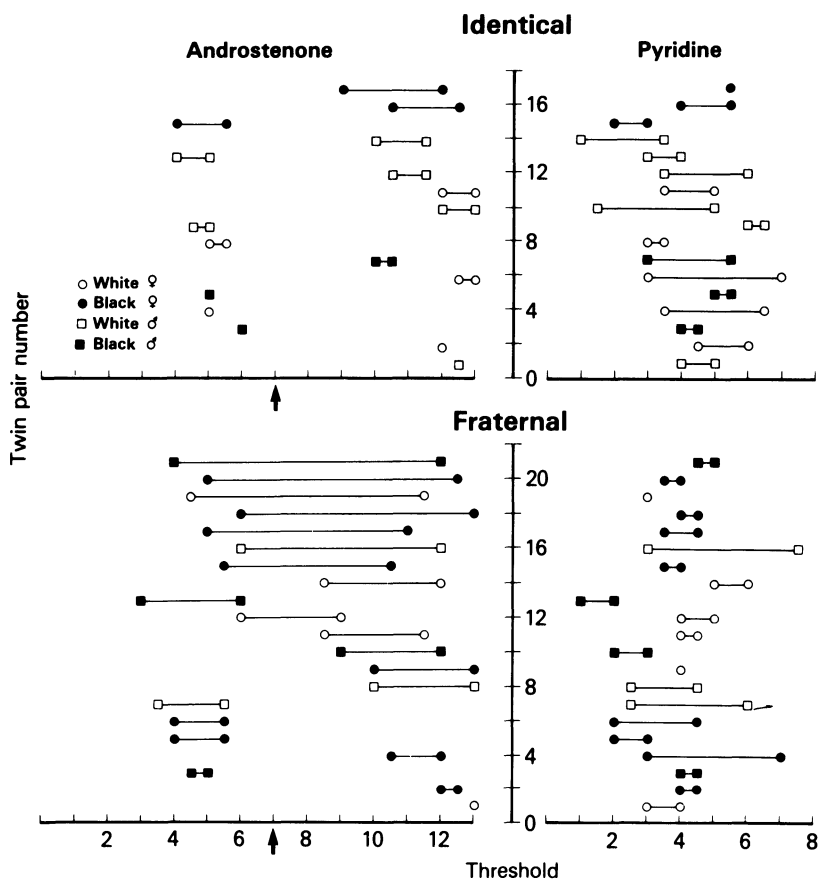 Identical
Androstenone
Pyridine
16
12
8
4
0
White ♀
Black ♀
White ♂
Black ♂
Twin pair number
Fraternal
20
16
12
8
4
0
2
4
6
8
10
12
2
4
6
8
Threshold